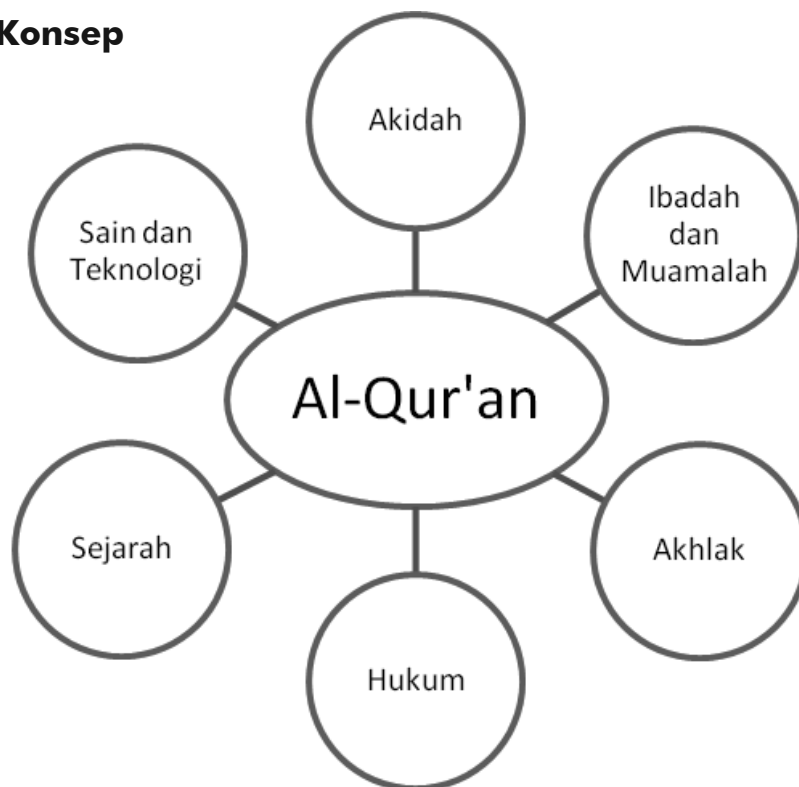 Konsep
Akidah
Ibadah
dan
Muamalah
Sain dan
Teknologi
Al-Qur'an
Sejarah
Akhlak
Hukum